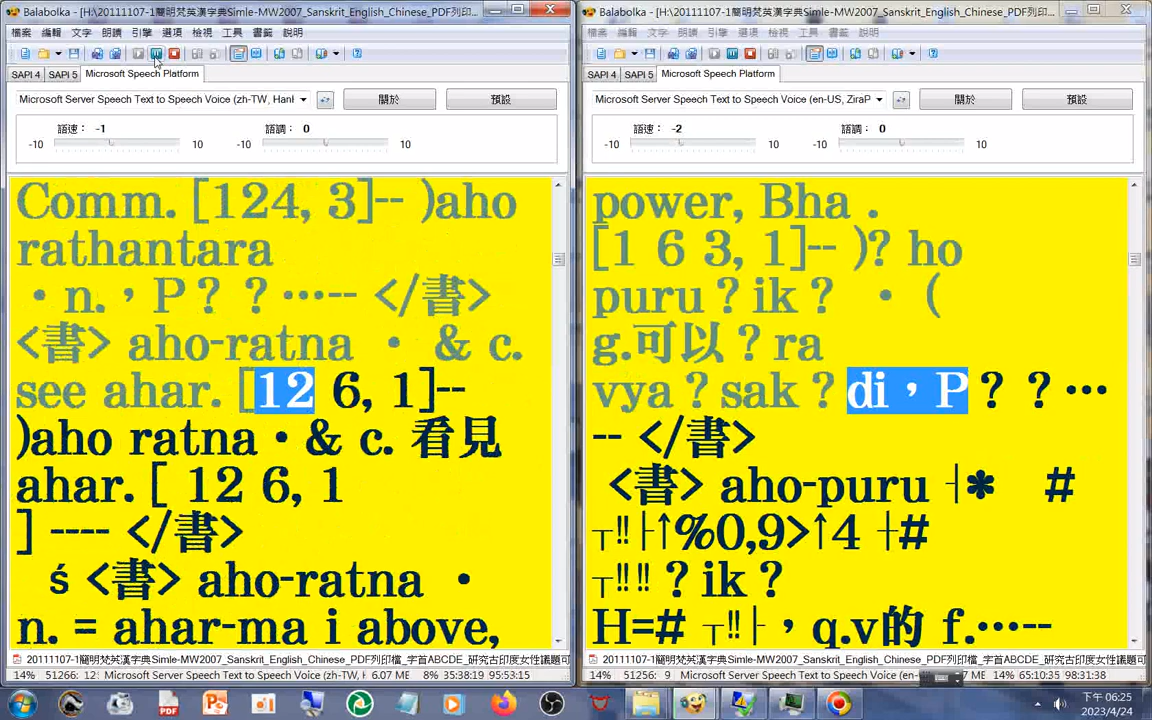 Balabolka - [H:\20111107-1簡明梵英漢字典Simle-MW2007_Sanskrit_English_Chinese_PDF列印...
檔案 編輯 文字 朗讀 引擎 選項 檢視 工具 書籤 說明
SAPI 4 SAPI 5 Microsoft Speech Platform
Microsoft Server Speech Text to Speech Voice (zh-TW, Hanl 關於 預設
語速： -1 語調： 0
-10 10 -10 10
Comm. [124, 3]-- )aho
rathantara
・n.，P？？…-- </書>
<書> aho-ratna ・ & c.
see ahar. [12 6, 1]--
)aho ratna・& c. 看見
ahar. [ 12 6, 1
] ---- </書>
ś <書> aho-ratna ・
n. = ahar-ma i above,
20111107-1簡明梵英漢字典Simle-MW2007_Sanskrit_English_Chinese_PDF列印檔_字首ABCDE_研究古印度女性議題可
14% 51266: 12: Microsoft Server Speech Text to Speech Voice (zh-TW, H 6.07 ME 8% 35:38:19 95:53:15
Balabolka - [H:\20111107-1簡明梵英漢字典Simle-MW2007_Sanskrit_English_Chinese_PDF列印...
檔案 編輯 文字 朗讀 引擎 選項 檢視 工具 書籤 說明
SAPI 4 SAPI 5 Microsoft Speech Platform
Microsoft Server Speech Text to Speech Voice (en-US, ZiraP 關於 預設
語速： -2 語調： 0
-10 10 -10 10
power, Bha .
[1 6 3, 1]-- )? ho
puru？ik？ ・（
g.可以？ra
vya？sak？di，P？？…
-- </書>
<書> aho-puru ┤* #
┬‼├↑%0,9>↑4 ┼#
┬‼‼？ik？
H=# ┬‼├，q.v的 f.…--
20111107-1簡明梵英漢字典Simle-MW2007_Sanskrit_English_Chinese_PDF列印檔_字首ABCDE_研究古印度女性議題可
14% 51256: 9 Microsoft Server Speech Text to Speech Voice (en-US 7 ME 14% 65:10:35 98:31:38
下午 06:25
2023/4/24